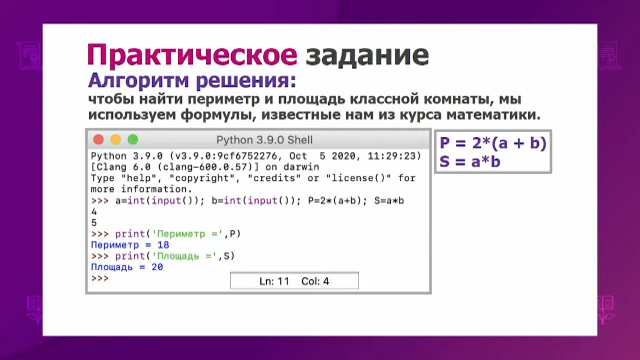 Практическое задание
Алгоритм решения:
чтобы найти периметр и площадь классной комнаты, мы
используем формулы, известные нам из курса математики.
Python 3.9.0 Shell
Python 3.9.0 (v3.9.0:9cf6752276, Oct  5 2020, 11:29:23)
[Clang 6.0 (clang-600.0.57)] on darwin
Type "help", "copyright", "credits" or "license()" for
more information.
>>> a=int(input()); b=int(input()); P=2*(a+b); S=a*b
4
5
>>> print('Периметр =',P)
Периметр = 18
>>> print('Площадь =',S)
Площадь = 20
>>>
Ln: 11  Col: 4
P = 2*(a + b)
S = a*b